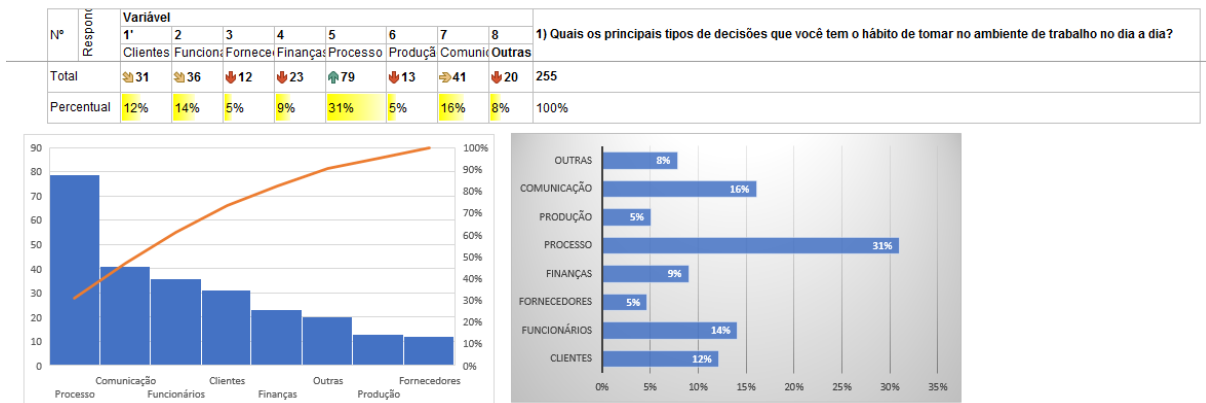 Nº
Respond
Variável
1' 2 3 4 5 6 7 8
Clientes Funciona Fornece Finança Processo Produçã Comunic Outras
1) Quais os principais tipos de decisões que você tem o hábito de tomar no ambiente de trabalho no dia a dia?
Total 31 36 12 23 79 13 41 20 255
Percentual 12% 14% 5% 9% 31% 5% 16% 8% 100%
90
80
70
60
50
40
30
20
10
0
100%
90%
80%
70%
60%
50%
40%
30%
20%
10%
0%
Comunicação Clientes Outras Fornecedores
Processo Funcionários Finanças Produção
OUTRAS 8%
COMUNICAÇÃO 16%
PRODUÇÃO 5%
PROCESSO 31%
FINANÇAS 9%
FORNECEDORES 5%
FUNCIONÁRIOS 14%
CLIENTES 12%
0% 5% 10% 15% 20% 25% 30% 35%